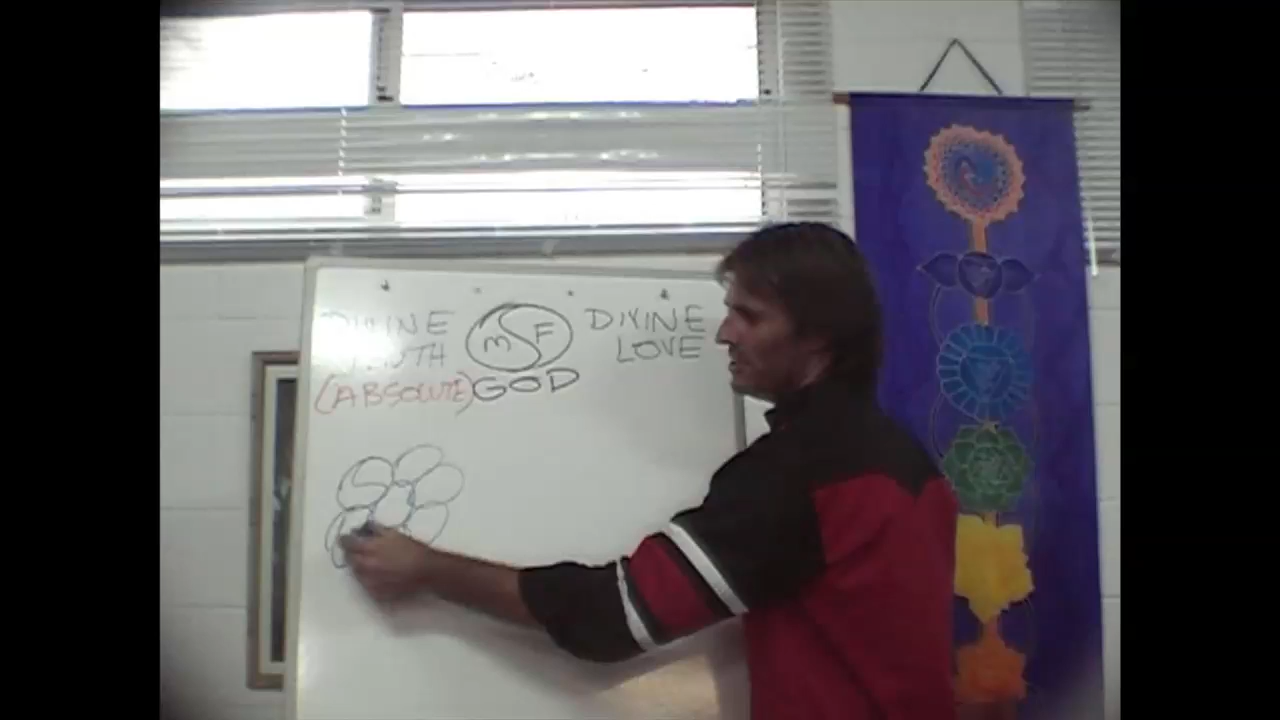 DIVINE
TRUTH
(ABSOLUTE)
M F
GOD
DIVINE
LOVE